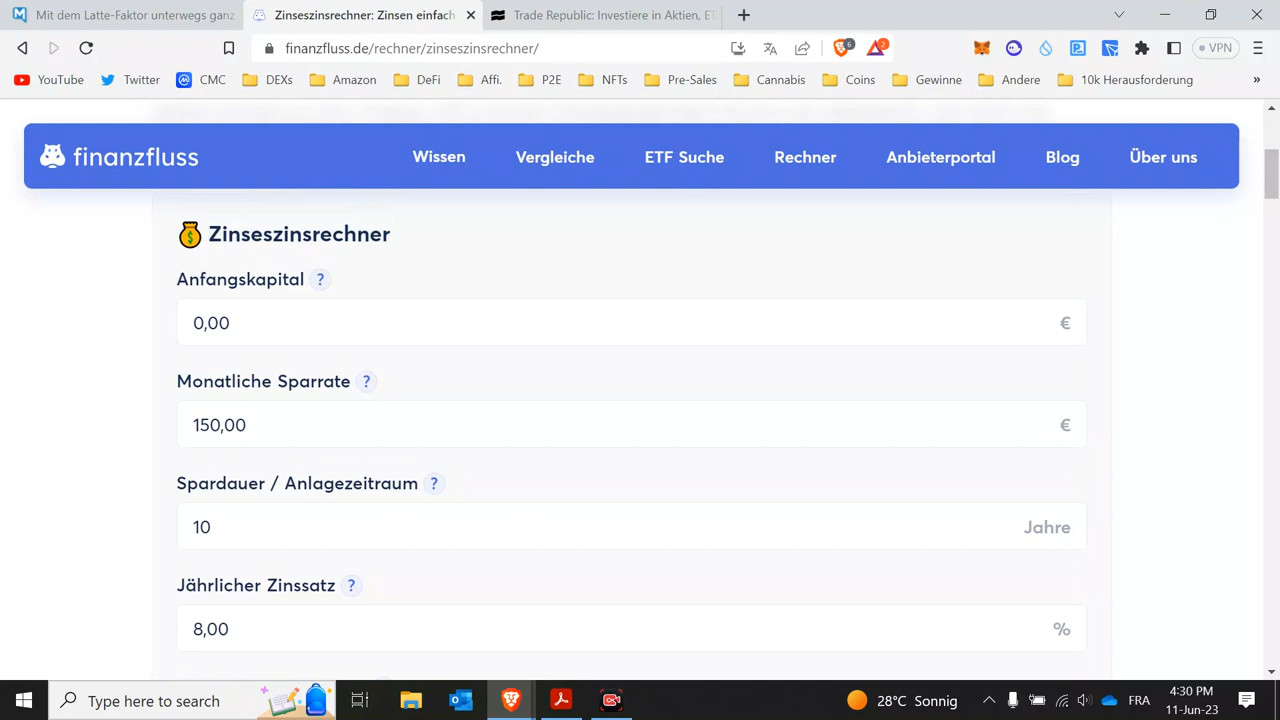 Mit dem Latte-Faktor unterwegs ganz
Zinseszinsrechner: Zinsen einfach
Trade Republic: Investiere in Aktien, ET
finanzfluss.de/rechner/zinseszinsrechner/
6
2
VPN
YouTube
Twitter
CMC
DEXs
Amazon
DeFi
Affi.
P2E
NFTs
Pre-Sales
Cannabis
Coins
Gewinne
Andere
10k Herausforderung
»
finanzfluss
Wissen
Vergleiche
ETF Suche
Rechner
Anbieterportal
Blog
Über uns
Zinseszinsrechner
Anfangskapital ?
0,00 €
Monatliche Sparrate ?
150,00 €
Spardauer / Anlagezeitraum ?
10 Jahre
Jährlicher Zinssatz ?
8,00 %
Type here to search
28°C Sonnig
FRA
4:30 PM
11-Jun-23